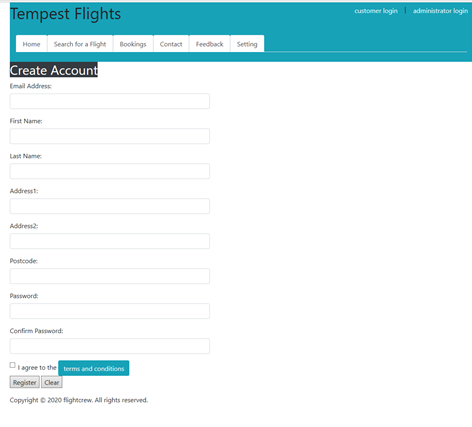 Tempest Flights
customer login | administrator login
Home Search for a Flight Bookings Contact Feedback Setting
Create Account
Email Address:
First Name:
Last Name:
Address1:
Address2:
Postcode:
Password:
Confirm Password:
I agree to the terms and conditions
Register Clear
Copyright © 2020 flightcrew. All rights reserved.